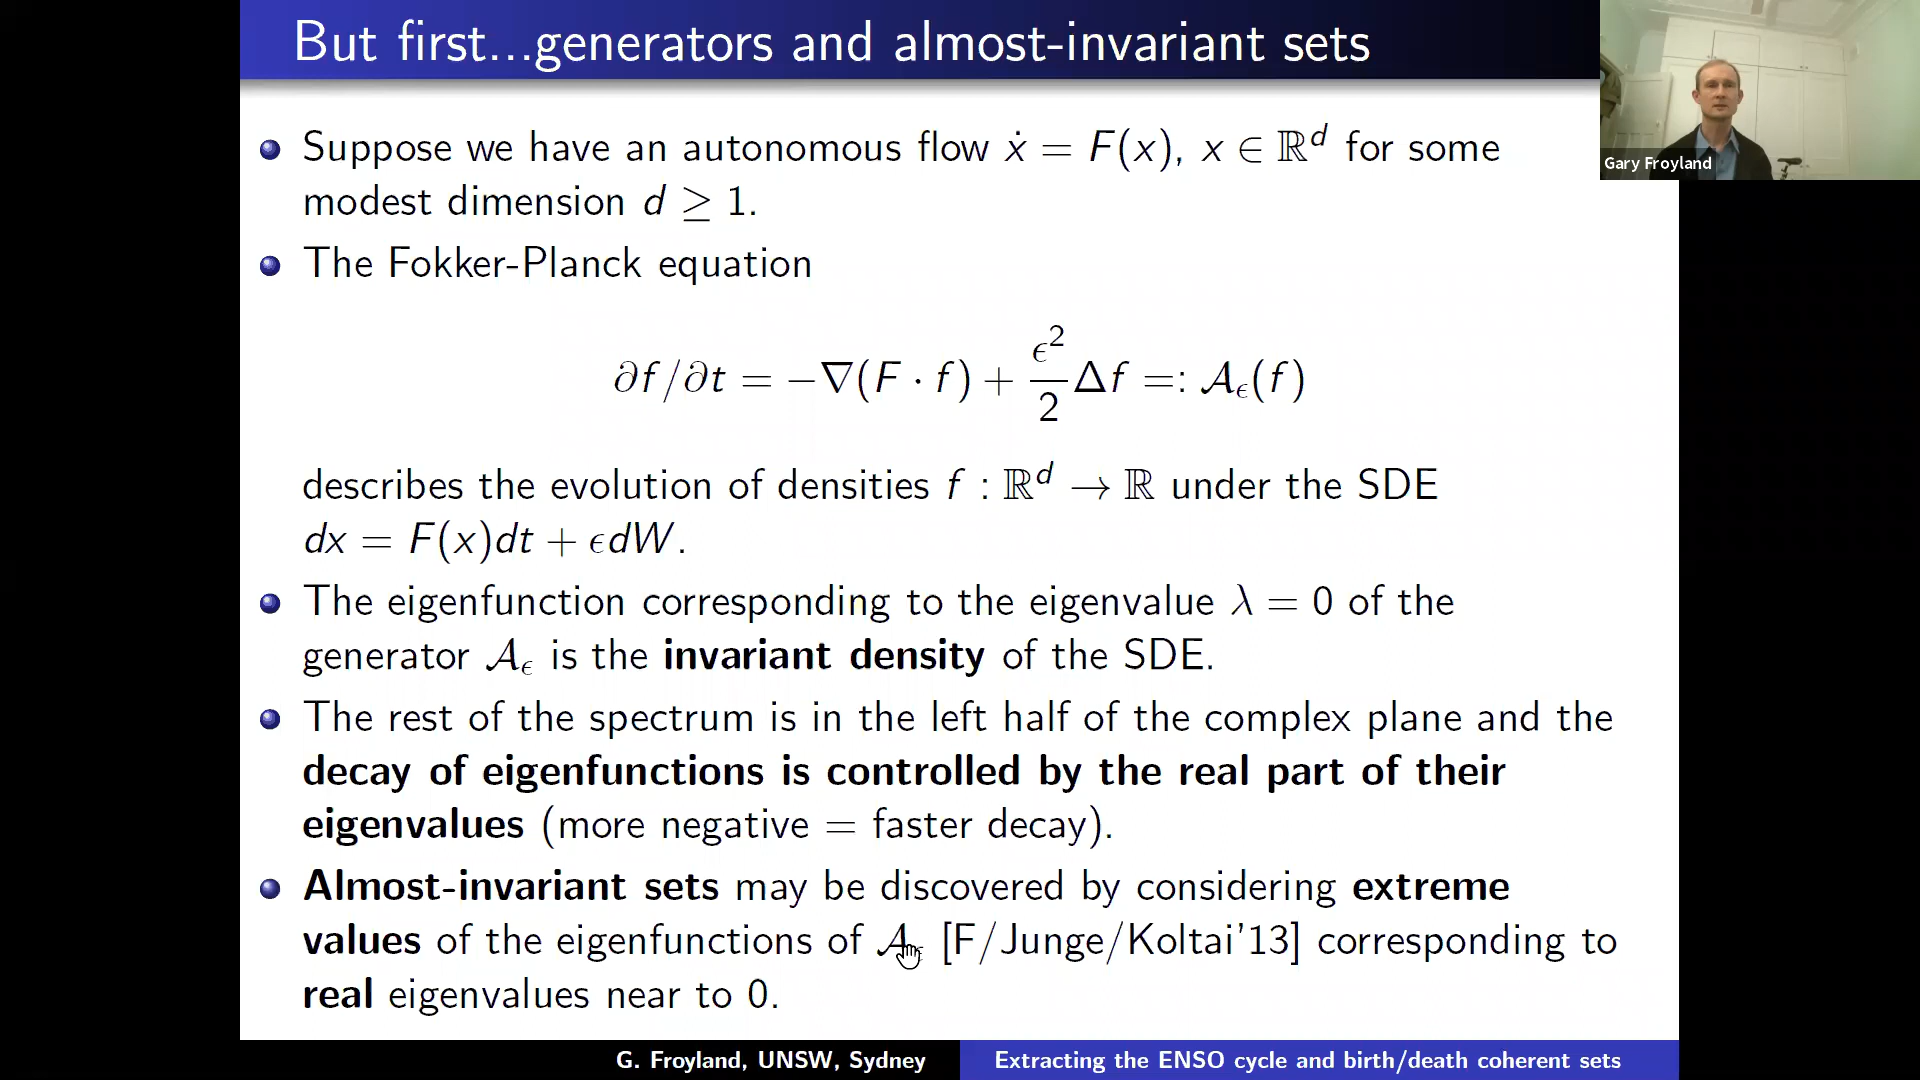 But first...generators and almost-invariant sets
Gary Froyland
Suppose we have an autonomous flow ẋ = F(x), x ∈ ℝᵈ for some
modest dimension d ≥ 1.
The Fokker-Planck equation
∂f/∂t = −∇(F · f) + ϵ²/2 Δf =: 𝒜_ϵ(f)
describes the evolution of densities f : ℝᵈ → ℝ under the SDE
dx = F(x)dt + ϵdW.
The eigenfunction corresponding to the eigenvalue λ = 0 of the
generator 𝒜_ϵ is the invariant density of the SDE.
The rest of the spectrum is in the left half of the complex plane and the
decay of eigenfunctions is controlled by the real part of their
eigenvalues (more negative = faster decay).
Almost-invariant sets may be discovered by considering extreme
values of the eigenfunctions of 𝒜_ϵ [F/Junge/Koltai'13] corresponding to
real eigenvalues near to 0.
G. Froyland, UNSW, Sydney
Extracting the ENSO cycle and birth/death coherent sets